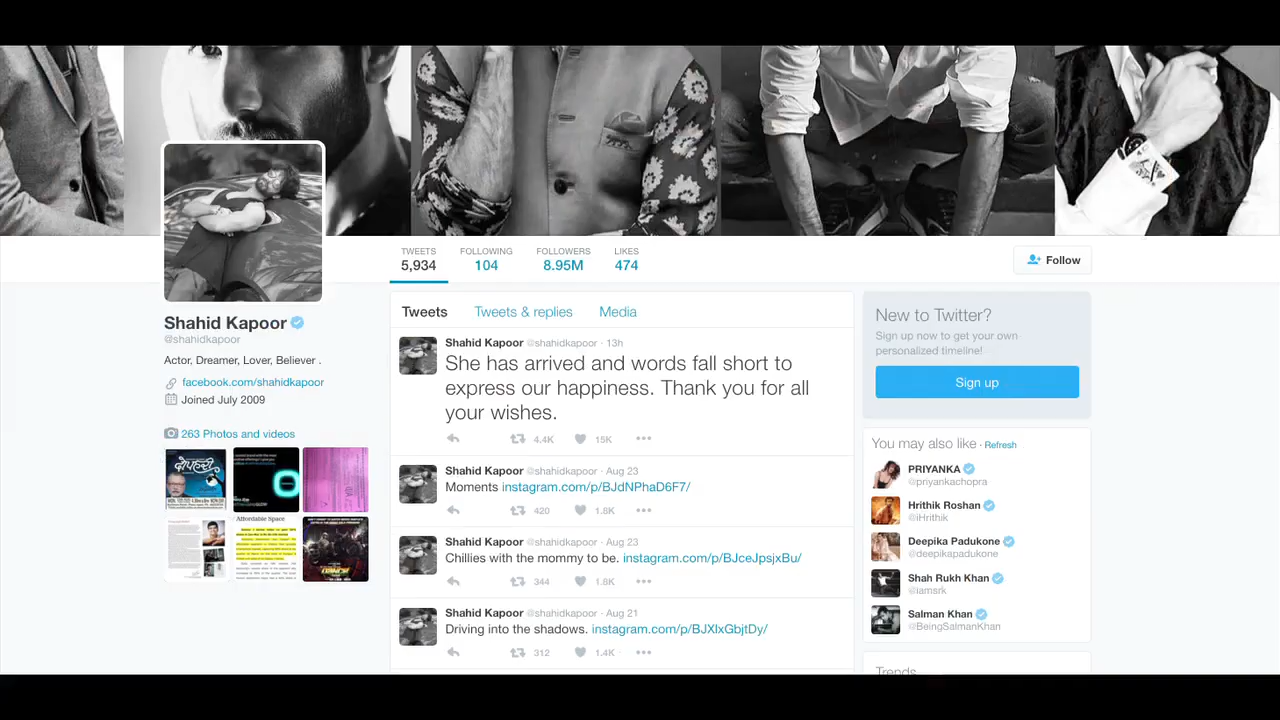 TWEETS
5,934
FOLLOWING
104
FOLLOWERS
8.95M
LIKES
474
Follow
Shahid Kapoor
@shahidkapoor
Actor, Dreamer, Lover, Believer .
facebook.com/shahidkapoor
Joined July 2009
263 Photos and videos
दोपहरी
Affordable Space
Tweets Tweets & replies Media
Shahid Kapoor @shahidkapoor · 13h
She has arrived and words fall short to
express our happiness. Thank you for all
your wishes.
4.4K 15K
Shahid Kapoor @shahidkapoor · Aug 23
Moments instagram.com/p/BJdNPhaD6F7/
420 1.8K
Shahid Kapoor @shahidkapoor · Aug 23
Chillies with mommy to be. instagram.com/p/BJceJpsjxBu/
344 1.8K
Shahid Kapoor @shahidkapoor · Aug 21
Driving into the shadows. instagram.com/p/BJXIxGbjtDy/
312 1.4K
New to Twitter?
Sign up now to get your own
personalized timeline!
Sign up
You may also like · Refresh
PRIYANKA
@priyankachopra
Hrithik Roshan
@iHrithik
Deepika Padukone
@deepikapadukone
Shah Rukh Khan
@iamsrk
Salman Khan
@BeingSalmanKhan
Trends